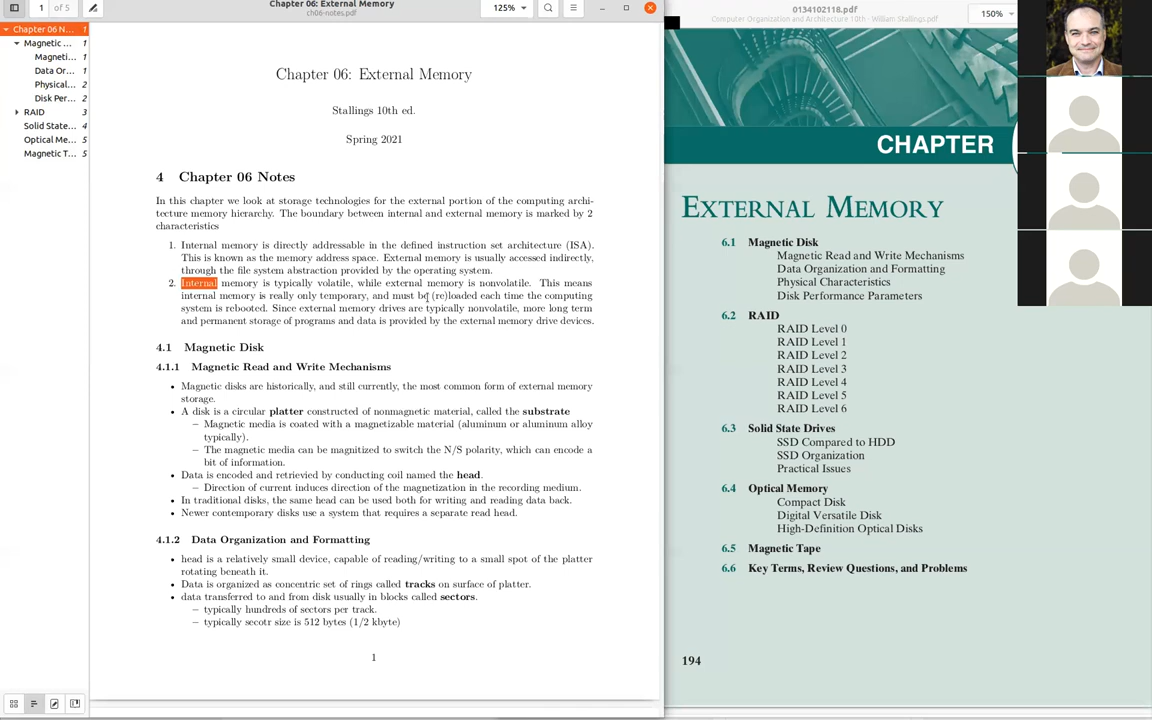 Chapter 06: External Memory
ch06-notes.pdf
1 of 5
125%
Chapter 06 N... 1
Magnetic ... 1
Magneti... 1
Data Or... 1
Physical... 2
Disk Per... 2
RAID 3
Solid State... 4
Optical Me... 5
Magnetic T... 5
Chapter 06: External Memory
Stallings 10th ed.
Spring 2021
4 Chapter 06 Notes
In this chapter we look at storage technologies for the external portion of the computing archi-
tecture memory hierarchy. The boundary between internal and external memory is marked by 2
characteristics
1. Internal memory is directly addressable in the defined instruction set architecture (ISA).
This is known as the memory address space. External memory is usually accessed indirectly,
through the file system abstraction provided by the operating system.
2. Internal memory is typically volatile, while external memory is nonvolatile. This means
internal memory is really only temporary, and must be (re)loaded each time the computing
system is rebooted. Since external memory drives are typically nonvolatile, more long term
and permanent storage of programs and data is provided by the external memory drive devices.
4.1 Magnetic Disk
4.1.1 Magnetic Read and Write Mechanisms
• Magnetic disks are historically, and still currently, the most common form of external memory
storage.
• A disk is a circular platter constructed of nonmagnetic material, called the substrate
– Magnetic media is coated with a magnetizable material (aluminum or aluminum alloy
typically).
– The magnetic media can be magnitized to switch the N/S polarity, which can encode a
bit of information.
• Data is encoded and retrievied by conducting coil named the head.
– Direction of current induces direction of the magnetization in the recording medium.
• In traditional disks, the same head can be used both for writing and reading data back.
• Newer contemporary disks use a system that requires a separate read head.
4.1.2 Data Organization and Formatting
• head is a relatively small device, capable of reading/writing to a small spot of the platter
rotating beneath it.
• Data is organized as concentric set of rings called tracks on surface of platter.
• data transferred to and from disk usually in blocks called sectors.
– typically hundreds of sectors per track.
– typically secotr size is 512 bytes (1/2 kbyte)
1
0134102118.pdf
Computer Organization and Architecture 10th - William Stallings.pdf
150%
CHAPTER
EXTERNAL MEMORY
6.1 Magnetic Disk
Magnetic Read and Write Mechanisms
Data Organization and Formatting
Physical Characteristics
Disk Performance Parameters
6.2 RAID
RAID Level 0
RAID Level 1
RAID Level 2
RAID Level 3
RAID Level 4
RAID Level 5
RAID Level 6
6.3 Solid State Drives
SSD Compared to HDD
SSD Organization
Practical Issues
6.4 Optical Memory
Compact Disk
Digital Versatile Disk
High-Definition Optical Disks
6.5 Magnetic Tape
6.6 Key Terms, Review Questions, and Problems
194